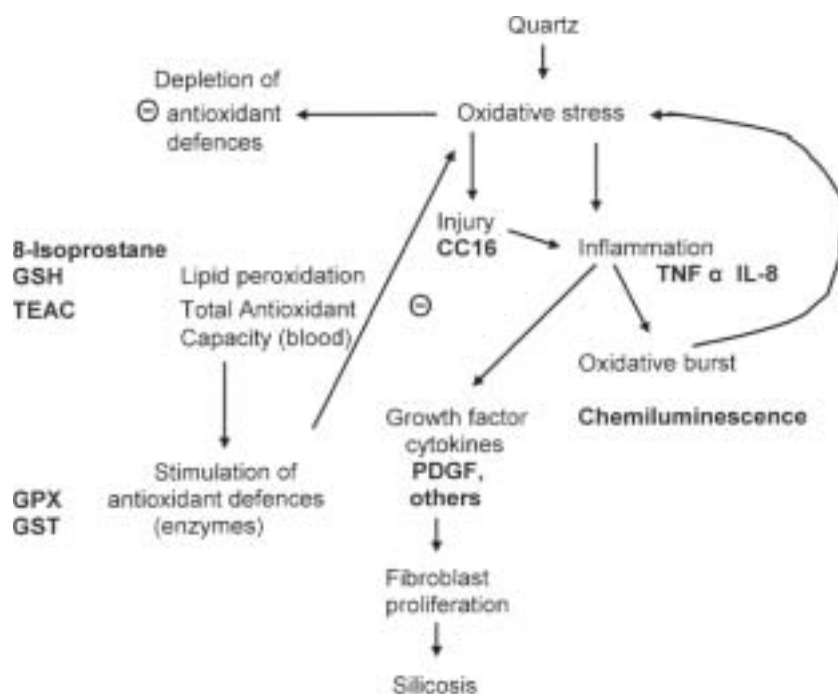 Quartz
Depletion of
⊖ antioxidant
defences
Oxidative stress
Injury
CC16
Inflammation
TNF α IL-8
8-Isoprostane
GSH Lipid peroxidation
TEAC Total Antioxidant
Capacity (blood)
⊖
Oxidative burst
Chemiluminescence
Growth factor
cytokines
PDGF,
others
Stimulation of
GPX antioxidant defences
GST (enzymes)
Fibroblast
proliferation
Silicosis